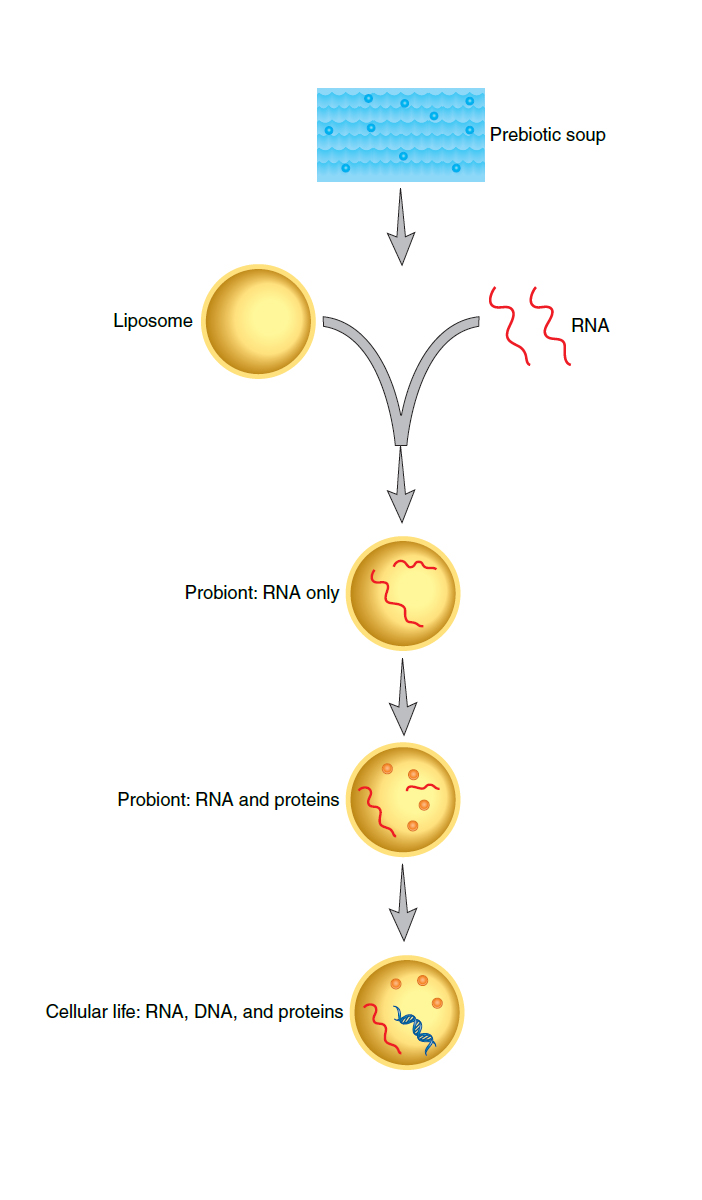 Prebiotic soup
Liposome
RNA
Probiont: RNA only
Probiont: RNA and proteins
Cellular life: RNA, DNA, and proteins